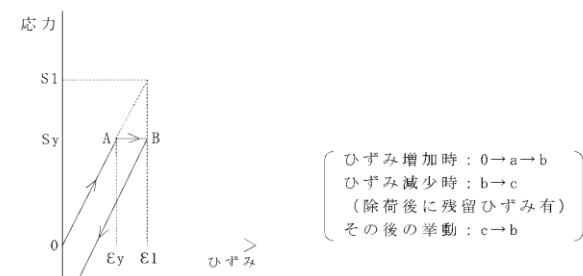 応力
S1
Sy
A
B
0
εy
ε1
ひずみ
ひずみ増加時：0→a→b
ひずみ減少時：b→c
（除荷後に残留ひずみ有）
その後の挙動：c→b